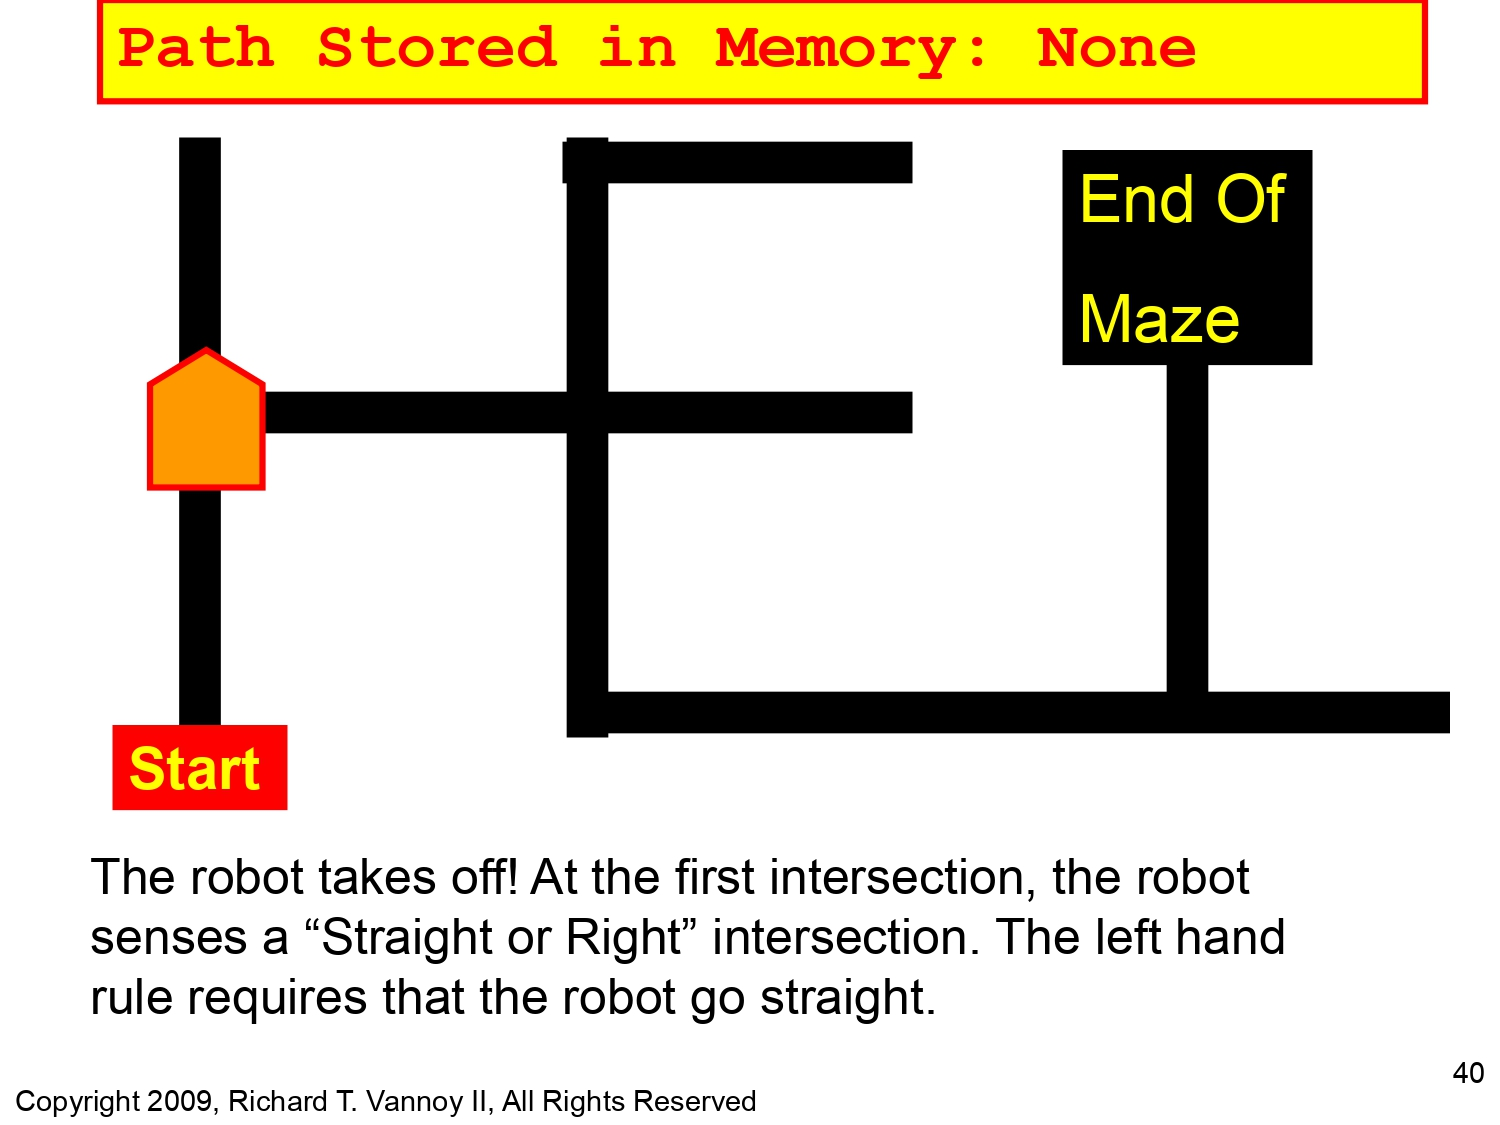 Path Stored in Memory: None
End Of
Maze
Start
The robot takes off! At the first intersection, the robot
senses a “Straight or Right” intersection. The left hand
rule requires that the robot go straight.
40
Copyright 2009, Richard T. Vannoy II, All Rights Reserved